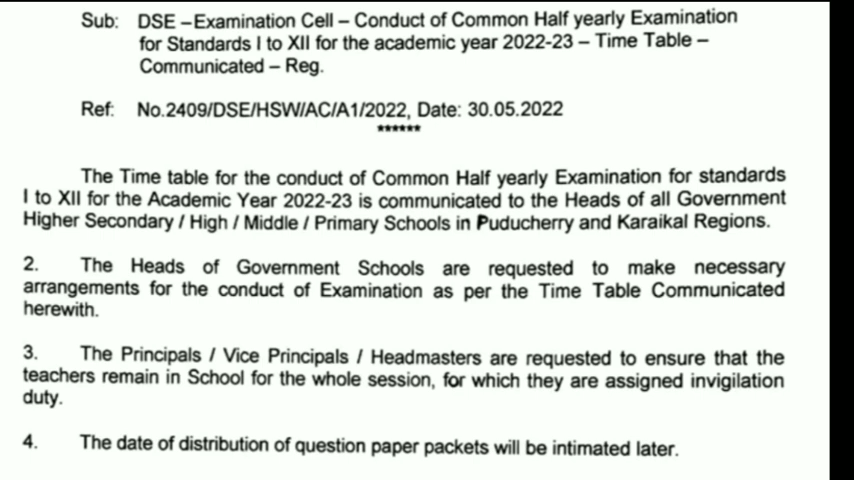 Sub: DSE –Examination Cell – Conduct of Common Half yearly Examination
for Standards I to XII for the academic year 2022-23 – Time Table –
Communicated – Reg.
Ref: No.2409/DSE/HSW/AC/A1/2022, Date: 30.05.2022
******
The Time table for the conduct of Common Half yearly Examination for standards
I to XII for the Academic Year 2022-23 is communicated to the Heads of all Government
Higher Secondary / High / Middle / Primary Schools in Puducherry and Karaikal Regions.
2. The Heads of Government Schools are requested to make necessary
arrangements for the conduct of Examination as per the Time Table Communicated
herewith.
3. The Principals / Vice Principals / Headmasters are requested to ensure that the
teachers remain in School for the whole session, for which they are assigned invigilation
duty.
4. The date of distribution of question paper packets will be intimated later.